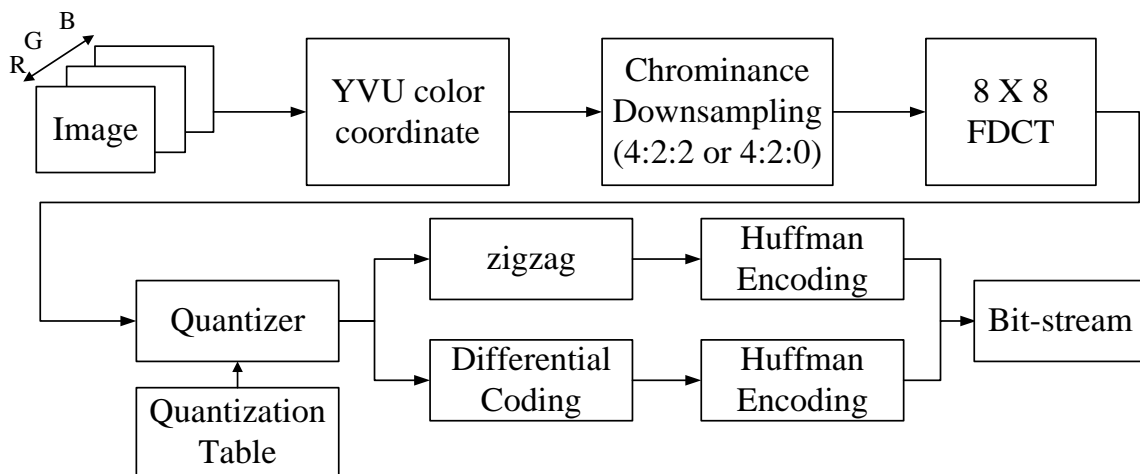 B
G
R
Image
YVU color
coordinate
Chrominance
Downsampling
(4:2:2 or 4:2:0)
8 X 8
FDCT
zigzag
Huffman
Encoding
Quantizer
Bit-stream
Differential
Coding
Huffman
Encoding
Quantization
Table